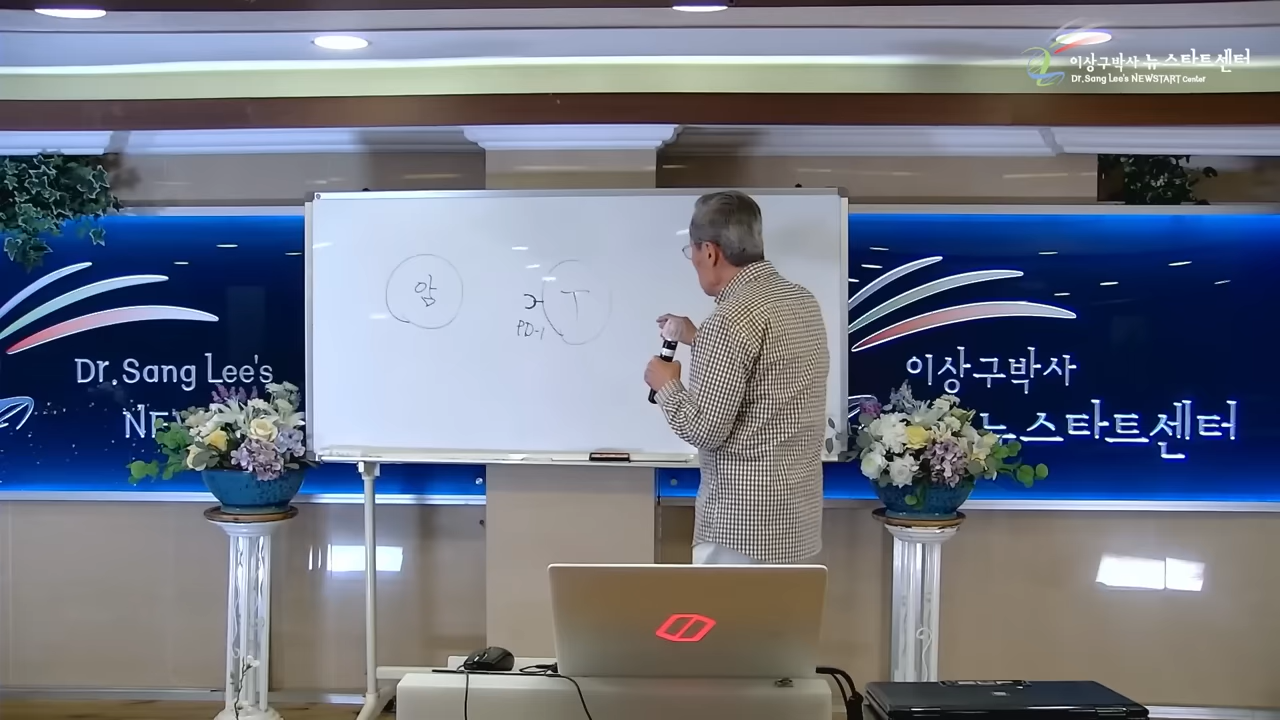 이상구박사 뉴스타트센터
Dr.Sang Lee's NEWSTART Center
암
T
PD-1
Dr.Sang Lee's
이상구박사
뉴스타트센터